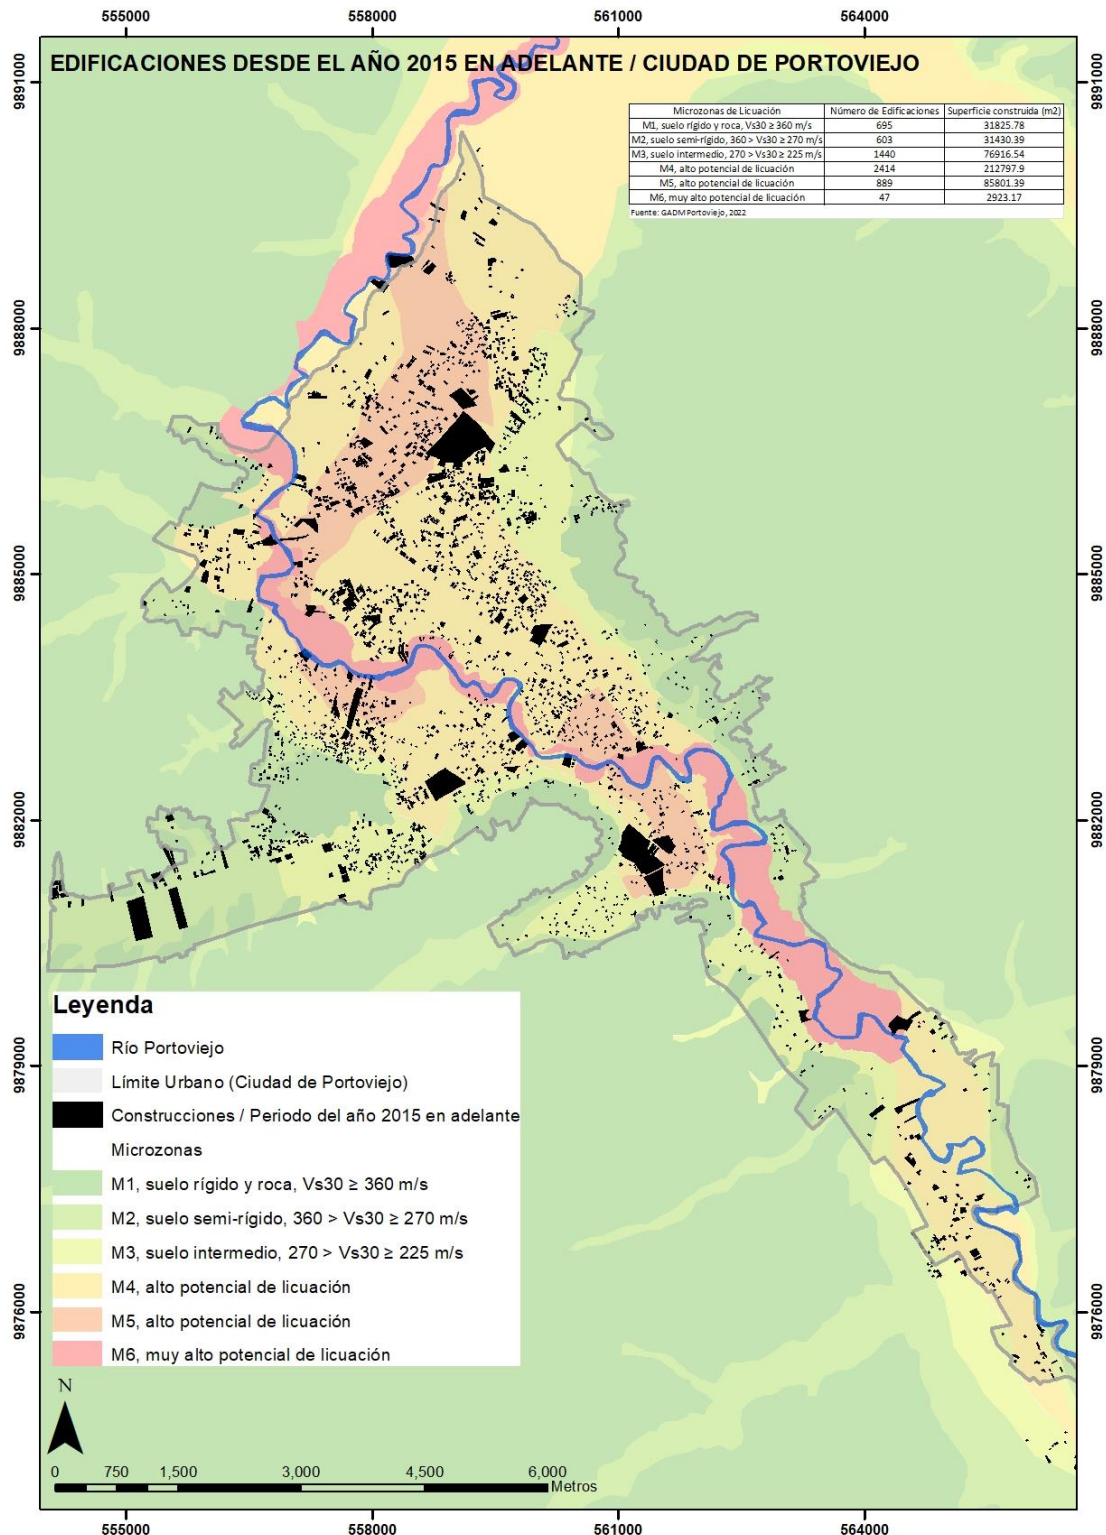 555000 558000 561000 564000
EDIFICACIONES DESDE EL AÑO 2015 EN ADELANTE / CIUDAD DE PORTOVIEJO
9891000 9891000
Microzonas de Licuación Número de Edificaciones Superficie construida (m2)
M1, suelo rígido y roca, Vs30 ≥ 360 m/s 695 31825.78
M2, suelo semi-rígido, 360 > Vs30 ≥ 270 m/s 603 31430.39
M3, suelo intermedio, 270 > Vs30 ≥ 225 m/s 1440 76916.54
M4, alto potencial de licuación 2414 212797.9
M5, alto potencial de licuación 889 85801.39
M6, muy alto potencial de licuación 47 2923.17
Fuente: GADM Portoviejo, 2022
9888000 9888000
9885000 9885000
9882000 9882000
Leyenda
Río Portoviejo
9879000 9879000
Límite Urbano (Ciudad de Portoviejo)
Construcciones / Periodo del año 2015 en adelante
Microzonas
M1, suelo rígido y roca, Vs30 ≥ 360 m/s
M2, suelo semi-rígido, 360 > Vs30 ≥ 270 m/s
M3, suelo intermedio, 270 > Vs30 ≥ 225 m/s
M4, alto potencial de licuación
9876000 9876000
M5, alto potencial de licuación
M6, muy alto potencial de licuación
N
0 750 1,500 3,000 4,500 6,000
Metros
555000 558000 561000 564000